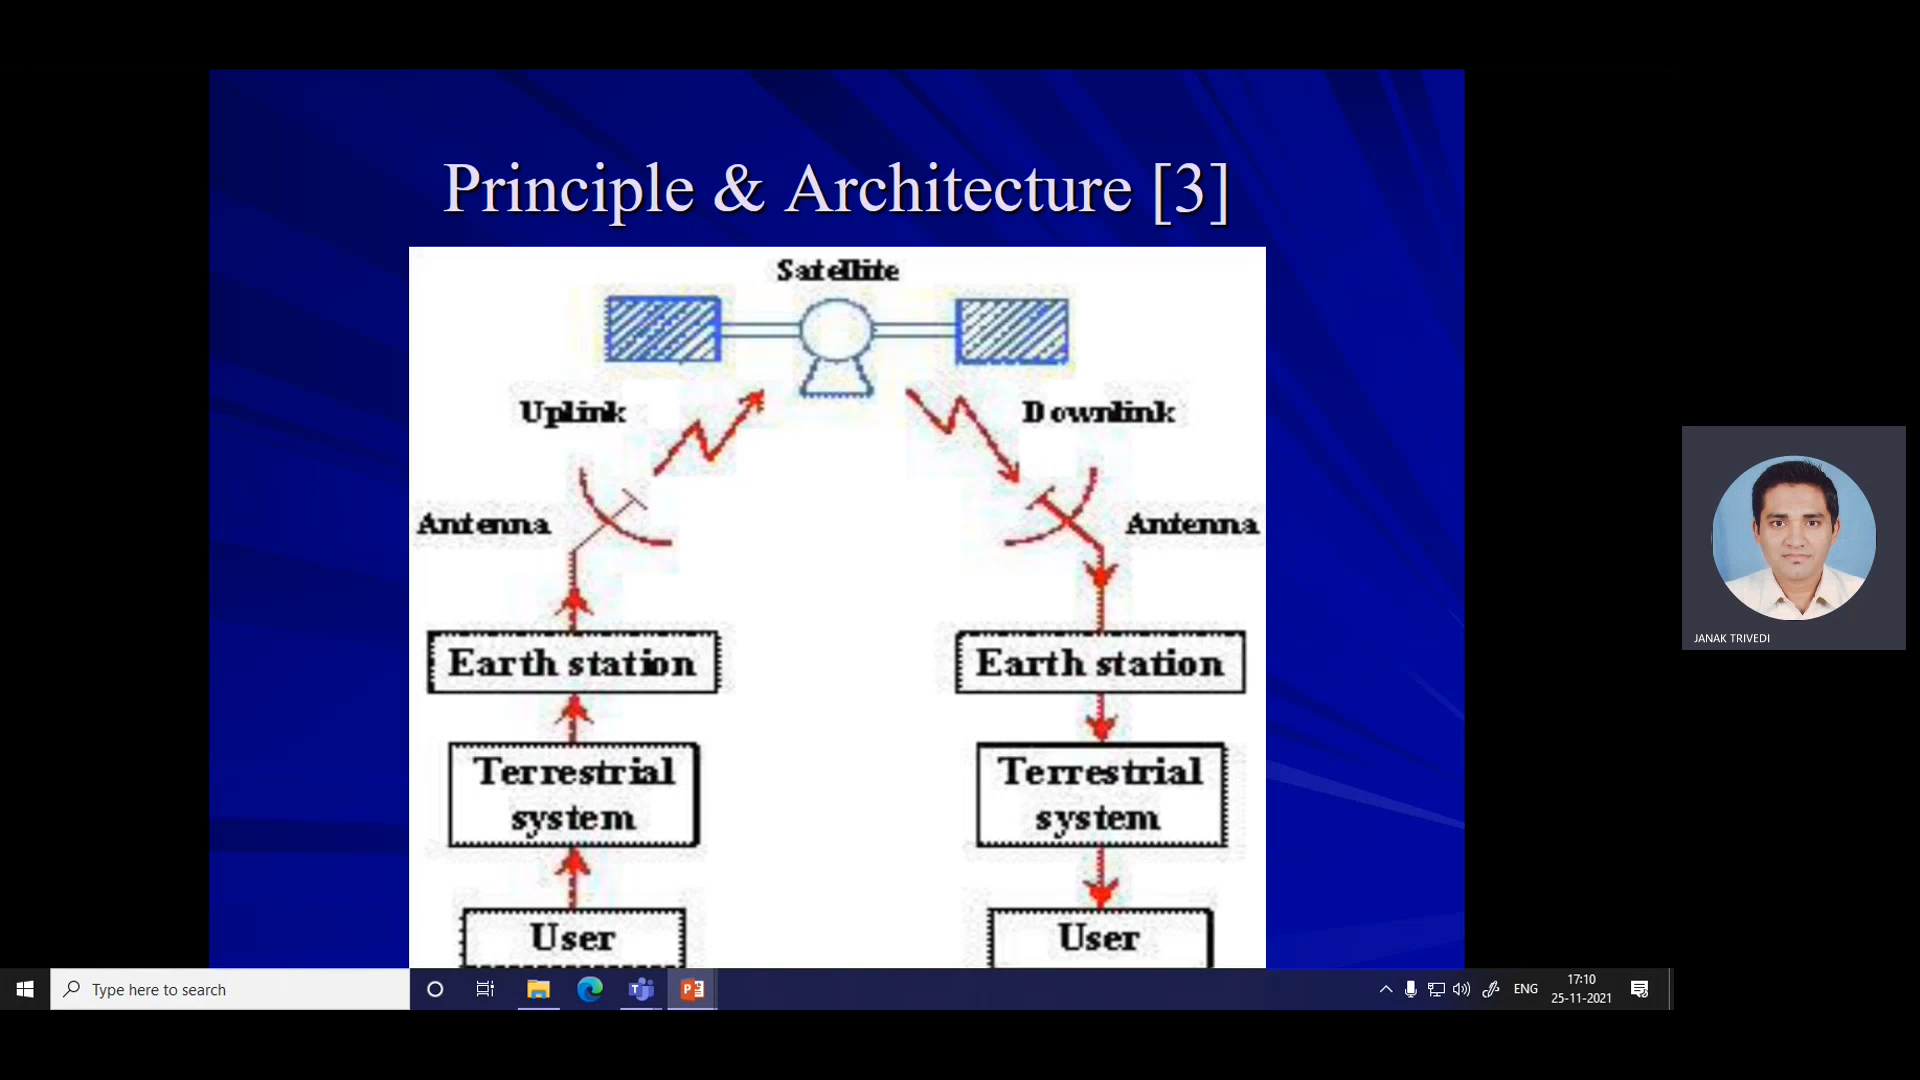 Principle & Architecture [3]
Satellite
Uplink
Downlink
Antenna
Antenna
Earth station
Earth station
Terrestrial
system
Terrestrial
system
User
User
JANAK TRIVEDI
Type here to search
ENG
17:10
25-11-2021